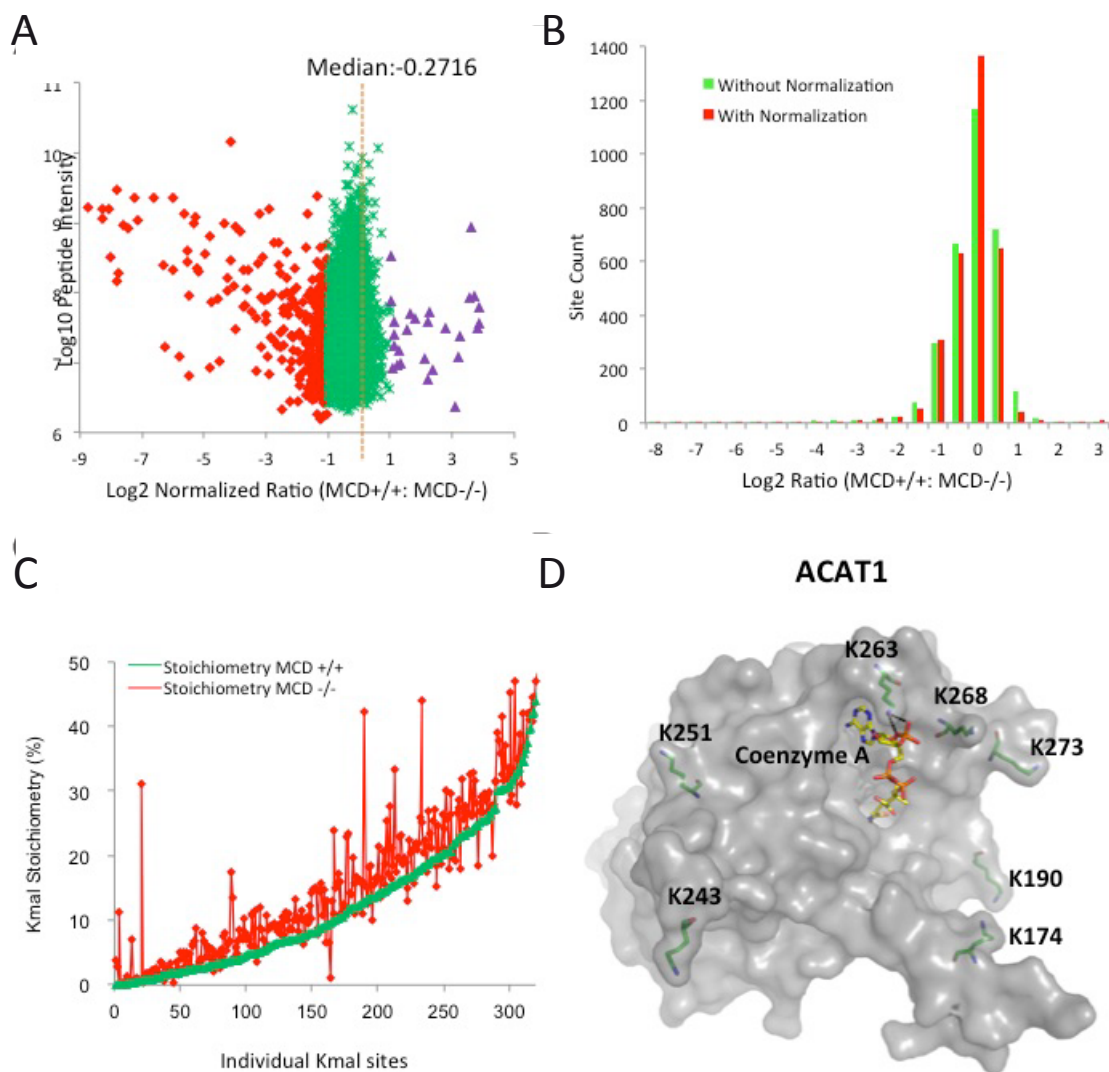 A
Median:-0.2716
11
10
9
8
7
6
Log10 Peptide Intensity
-9
-7
-5
-3
-1
1
3
5
Log2 Normalized Ratio (MCD+/+: MCD-/-)
B
Without Normalization
With Normalization
1400
1200
1000
800
600
400
200
0
Site Count
-8
-7
-6
-5
-4
-3
-2
-1
0
1
2
3
Log2 Ratio (MCD+/+: MCD-/-)
C
Stoichiometry MCD +/+
Stoichiometry MCD -/-
50
40
30
20
10
0
Kmal Stoichiometry (%)
0
50
100
150
200
250
300
Individual Kmal sites
D
ACAT1
K263
K268
K251
Coenzyme A
K273
K190
K243
K174